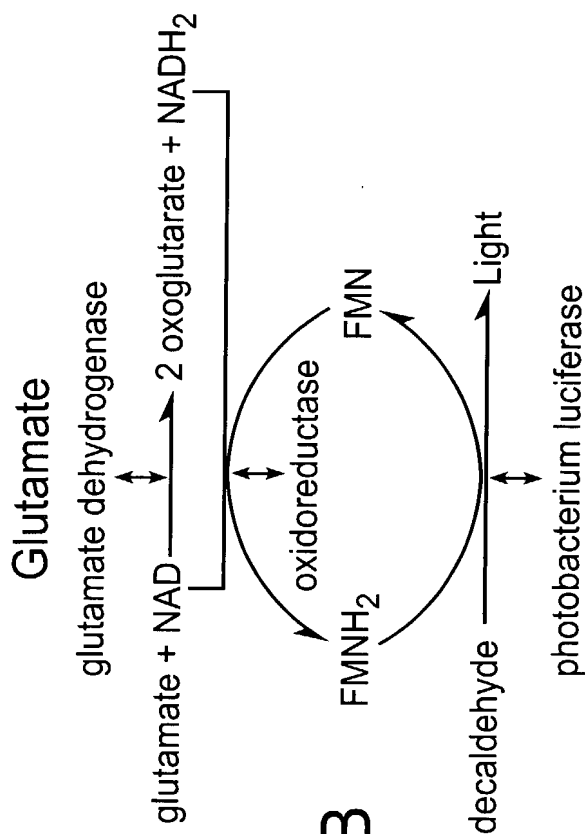 Glutamate
glutamate dehydrogenase
glutamate + NAD 2 oxoglutarate + NADH₂
oxidoreductase
FMNH₂ FMN
B
decaldehyde Light
photobacterium luciferase